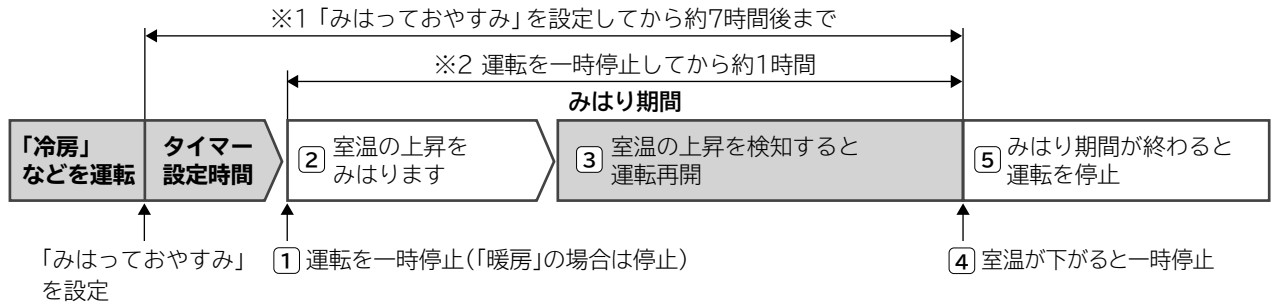 ※1「みはっておやすみ」を設定してから約7時間後まで
※2 運転を一時停止してから約1時間
みはり期間
「冷房」
などを運転
タイマー
設定時間
2 室温の上昇を
みはります
3 室温の上昇を検知すると
運転再開
5 みはり期間が終わると
運転を停止
「みはっておやすみ」
を設定
1 運転を一時停止(「暖房」の場合は停止)
4 室温が下がると一時停止